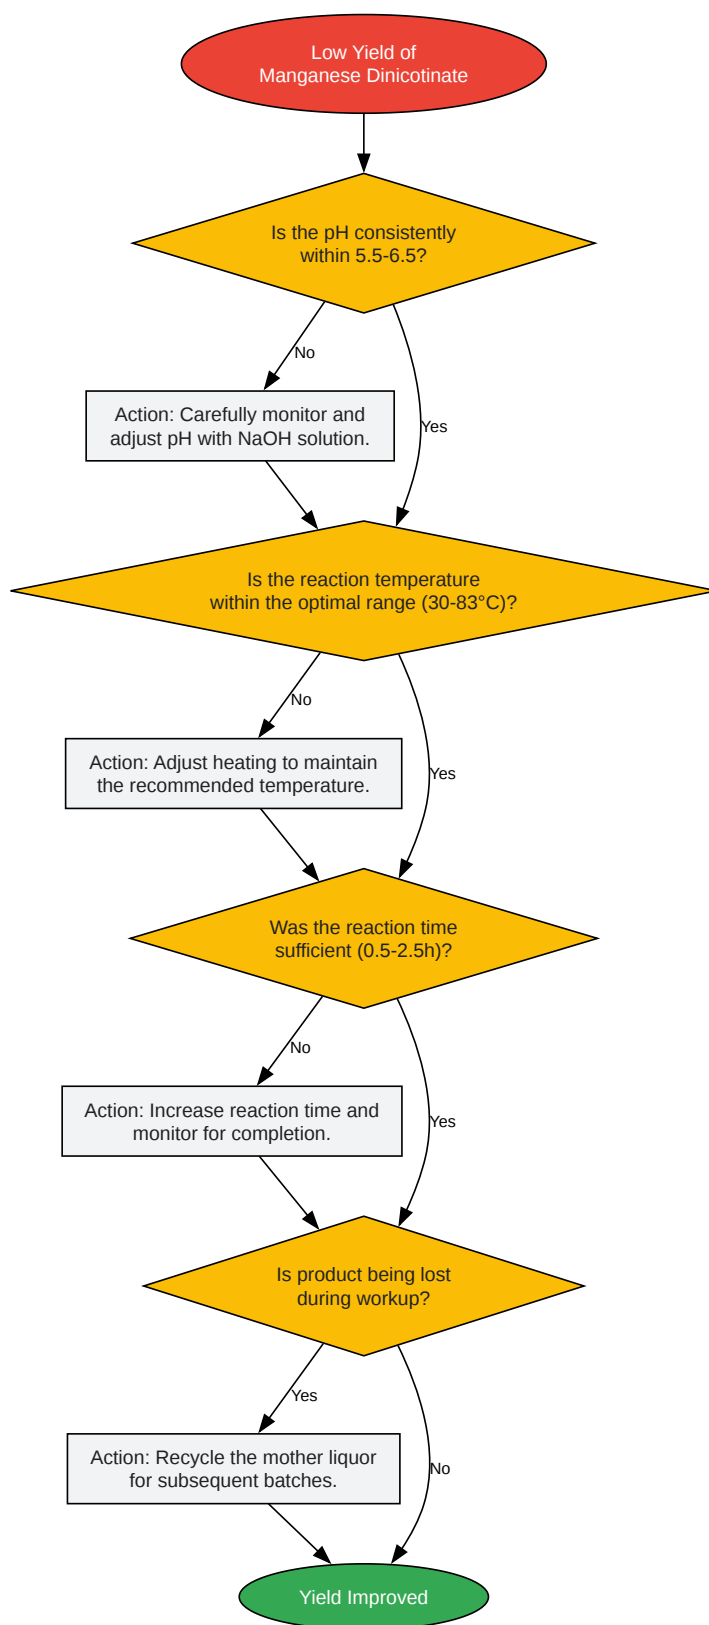 Low Yield of
Manganese Dinicotinate
Is the pH consistently
within 5.5-6.5?
No
Action: Carefully monitor and
adjust pH with NaOH solution.
Yes
Is the reaction temperature
within the optimal range (30-83°C)?
No
Action: Adjust heating to maintain
the recommended temperature.
Yes
Was the reaction time
sufficient (0.5-2.5h)?
No
Action: Increase reaction time and
monitor for completion.
Yes
Is product being lost
during workup?
Yes
Action: Recycle the mother liquor
for subsequent batches.
No
Yield Improved